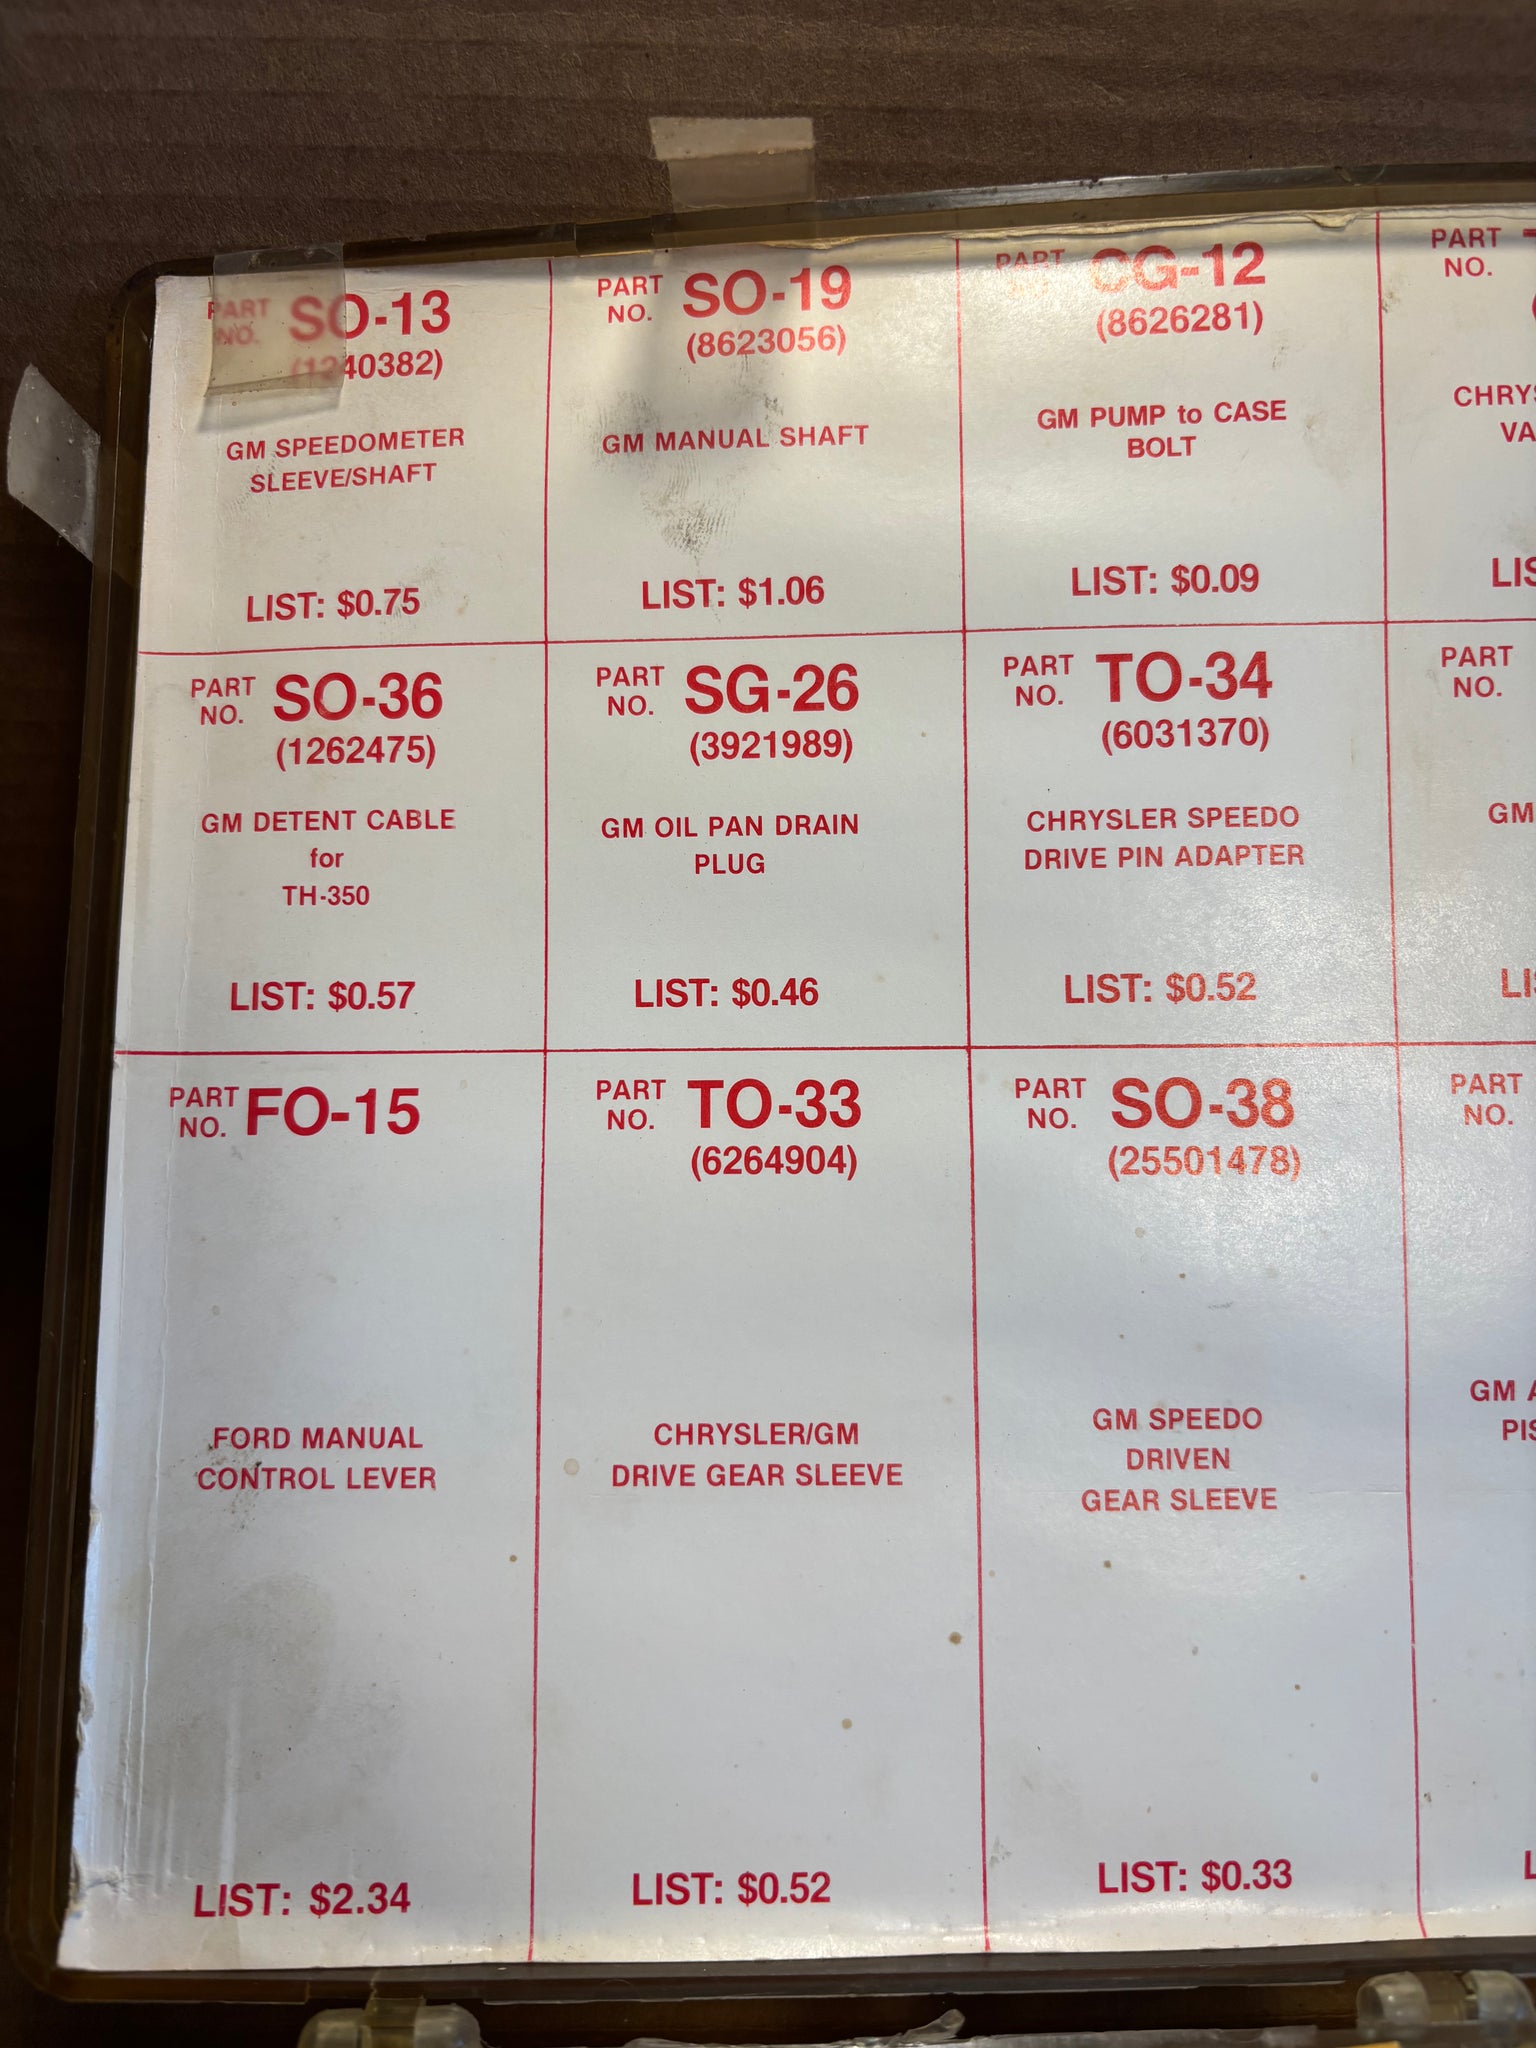 PART NO. SO-13
(1240382)
GM SPEEDOMETER
SLEEVE/SHAFT
LIST: $0.75
PART NO. SO-19
(8623056)
GM MANUAL SHAFT
LIST: $1.06
PART NO. CG-12
(8626281)
GM PUMP to CASE
BOLT
LIST: $0.09
PART NO.
PART NO. SO-36
(1262475)
GM DETENT CABLE
for
TH-350
LIST: $0.57
PART NO. SG-26
(3921989)
GM OIL PAN DRAIN
PLUG
LIST: $0.46
PART NO. TO-34
(6031370)
CHRYSLER SPEEDO
DRIVE PIN ADAPTER
LIST: $0.52
PART NO.
GM
PART NO. FO-15
FORD MANUAL
CONTROL LEVER
LIST: $2.34
PART NO. TO-33
(6264904)
CHRYSLER/GM
DRIVE GEAR SLEEVE
LIST: $0.52
PART NO. SO-38
(25501478)
GM SPEEDO
DRIVEN
GEAR SLEEVE
LIST: $0.33
PART NO.
GM